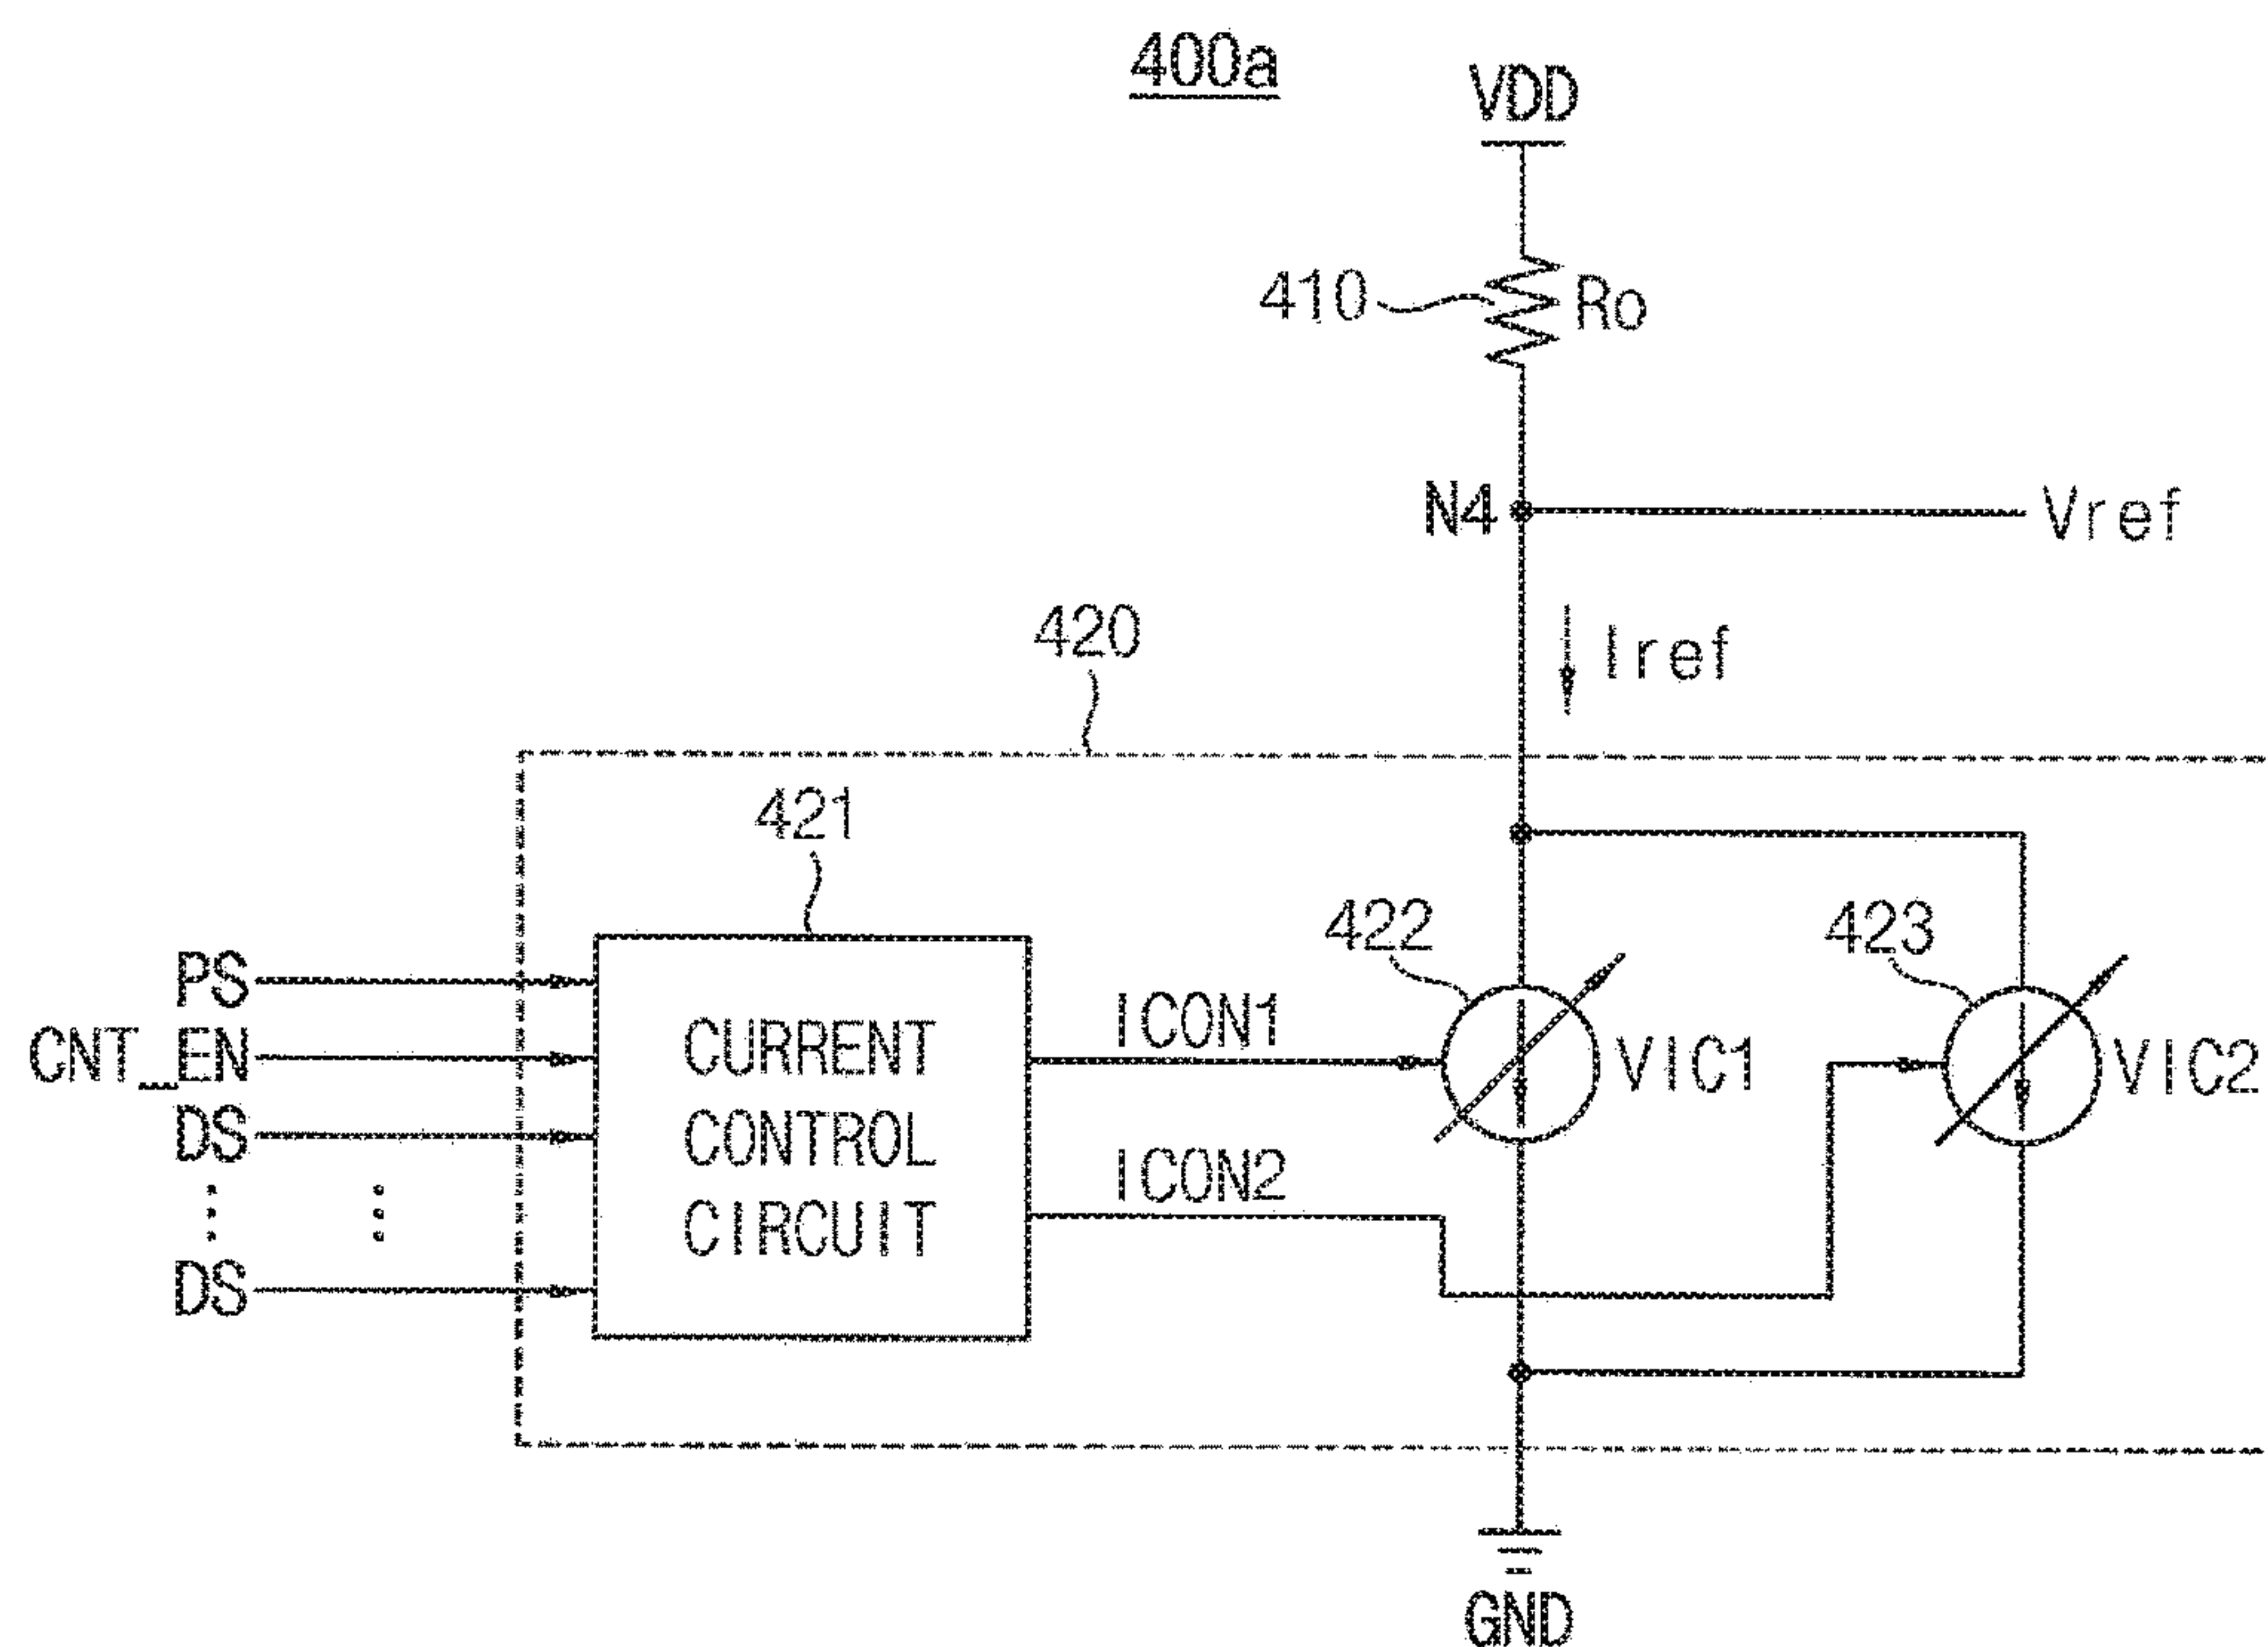 400a
VDD
410
Ro
N4
Vref
420
Iref
421
422
423
PS
CNT_EN
DS
DS
CURRENT
CONTROL
CIRCUIT
ICON1
VIC1
VIC2
ICON2
GND